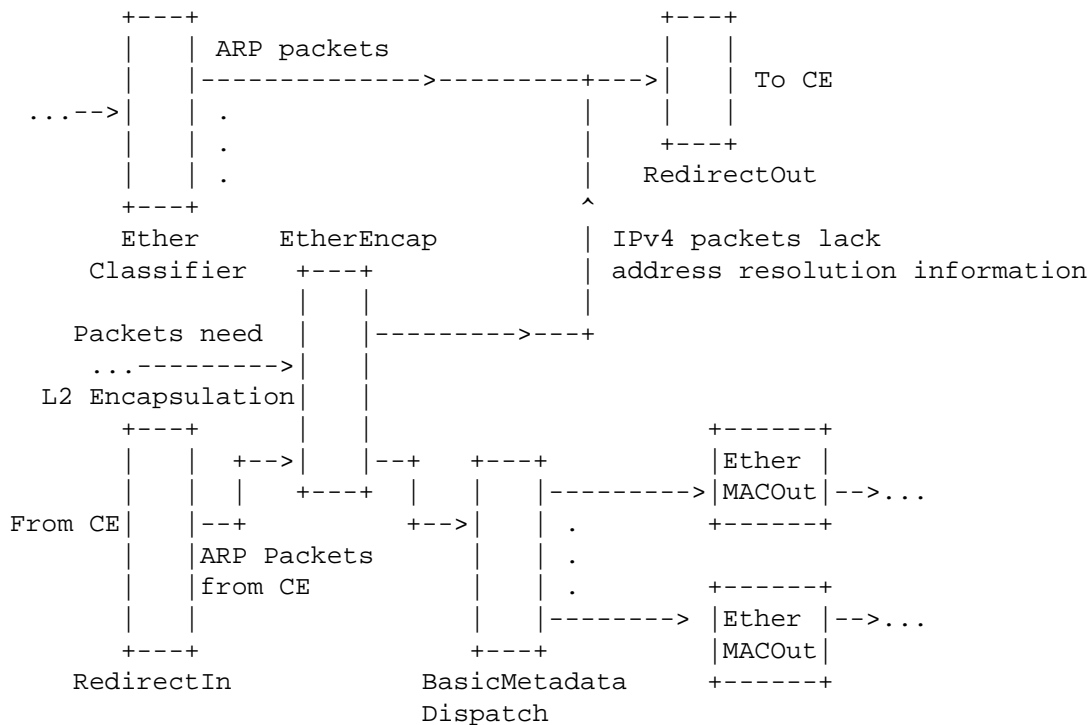 ARP packets
To CE
...-->
.
.
.
RedirectOut
Ether
Classifier
EtherEncap
IPv4 packets lack
address resolution information
Packets need
...--------->
L2 Encapsulation
Ether
MACOut
-->...
From CE
.
.
.
ARP Packets
from CE
Ether
MACOut
-->...
RedirectIn
BasicMetadata
Dispatch